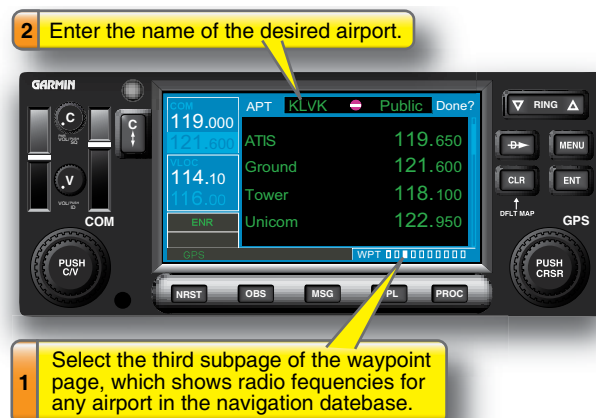 2 Enter the name of the desired airport.
GARMIN
COM
119.000
121.600
VLOC
114.10
116.00
ENR
GPS
APT KLVK Public Done?
ATIS 119.650
Ground 121.600
Tower 118.100
Unicom 122.950
WPT
C
V
C
COM
PUSH
C/V
RING
D
MENU
CLR
ENT
DFLT MAP
GPS
PUSH
CRSR
NRST
OBS
MSG
PL
PROC
1 Select the third subpage of the waypoint
page, which shows radio fequencies for
any airport in the navigation datebase.